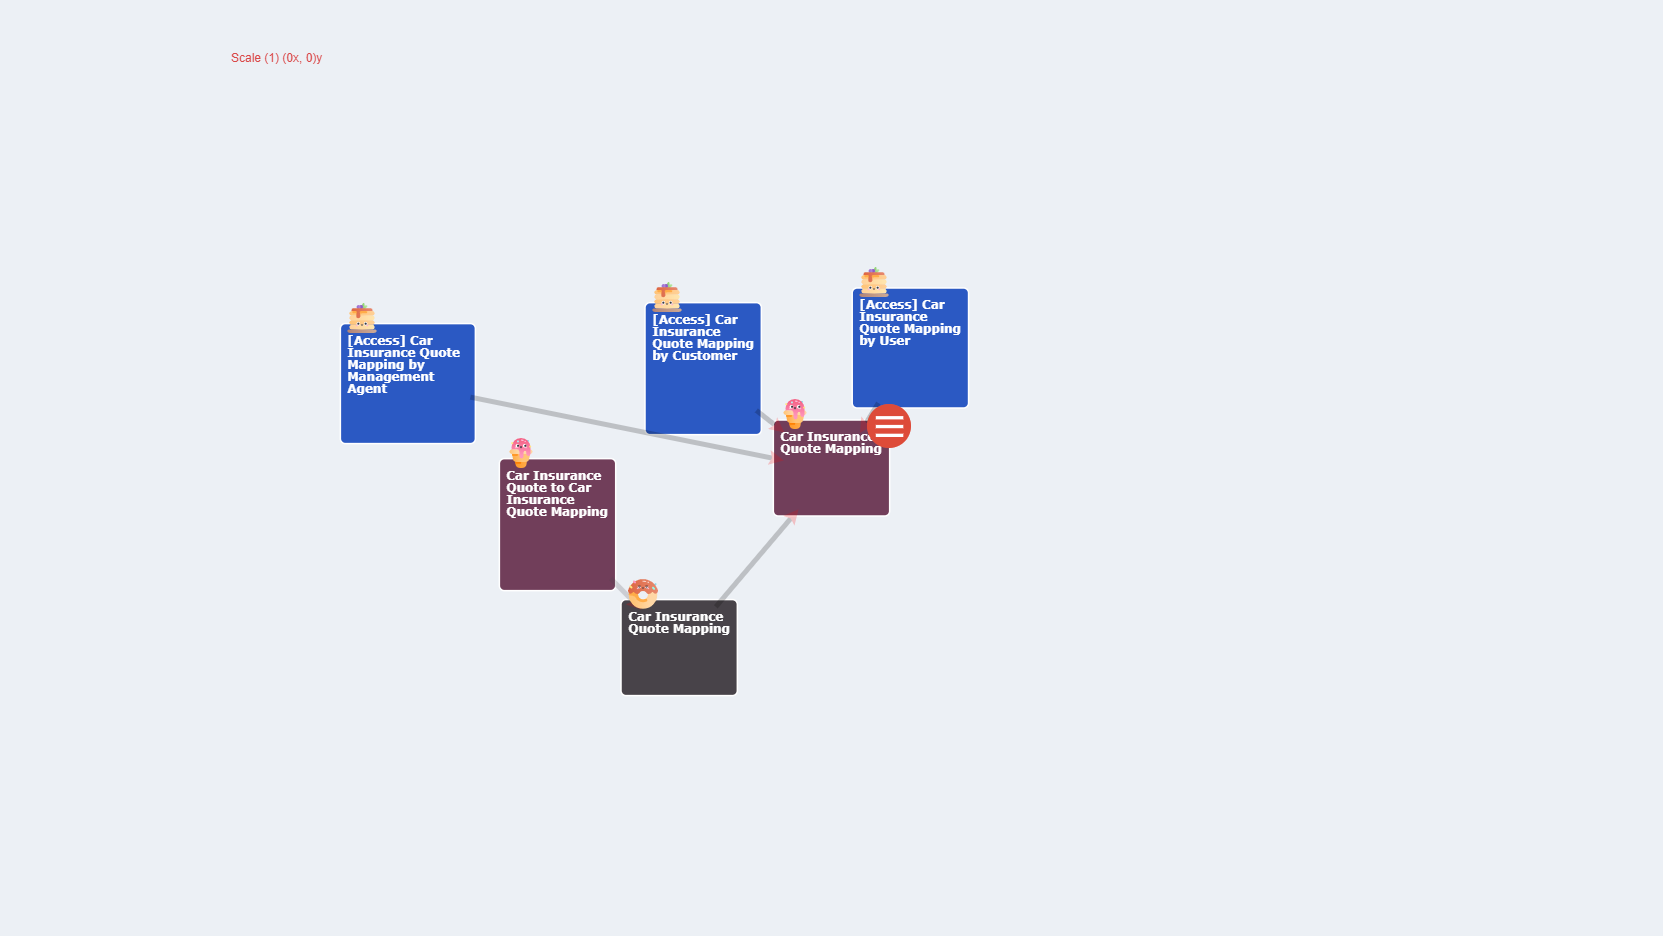 Scale (1) (0x, 0)y
[Access] Car
Insurance
Quote Mapping
by User
[Access] Car
Insurance
Quote Mapping
by Customer
[Access] Car
Insurance Quote
Mapping by
Management
Agent
Car Insurance
Quote Mapping
Car Insurance
Quote to Car
Insurance
Quote Mapping
Car Insurance
Quote Mapping